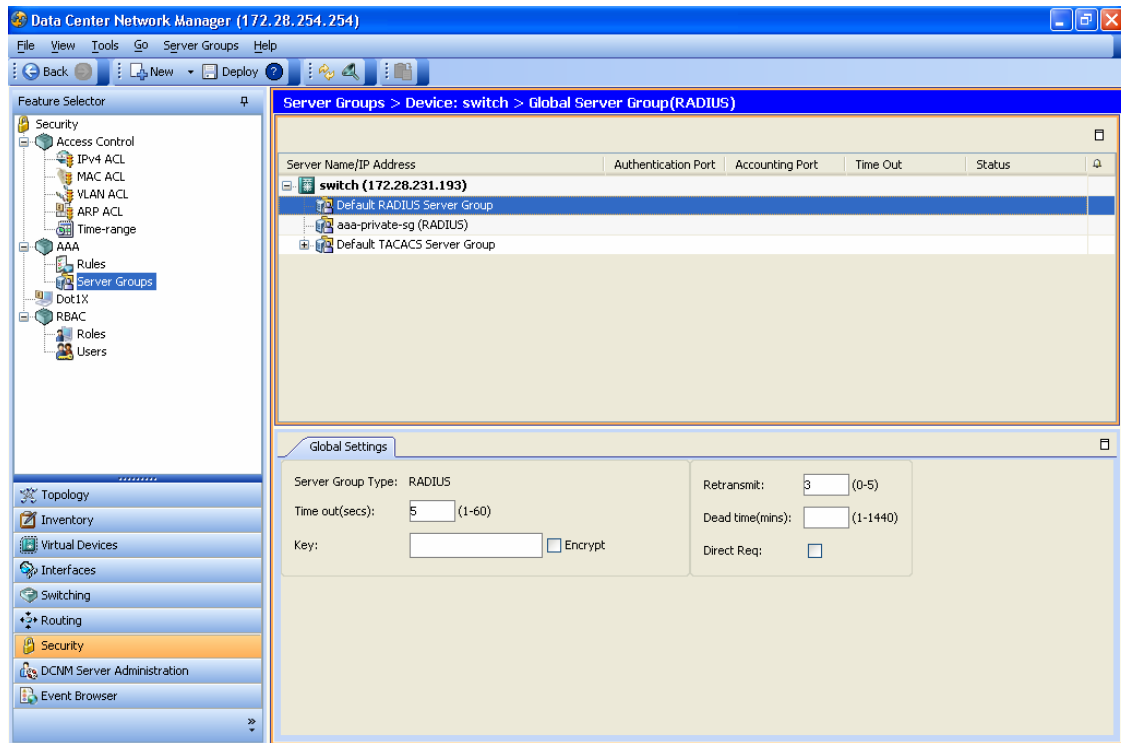 Data Center Network Manager (172.28.254.254)
File View Tools Go Server Groups Help
Back New Deploy ?
Feature Selector
Security
Access Control
IPv4 ACL
MAC ACL
VLAN ACL
ARP ACL
Time-range
AAA
Rules
Server Groups
Dot1X
RBAC
Roles
Users
Topology
Inventory
Virtual Devices
Interfaces
Switching
Routing
Security
DCNM Server Administration
Event Browser
»
Server Groups > Device: switch > Global Server Group(RADIUS)
Server Name/IP Address Authentication Port Accounting Port Time Out Status
switch (172.28.231.193)
Default RADIUS Server Group
aaa-private-sg (RADIUS)
Default TACACS Server Group
Global Settings
Server Group Type: RADIUS
Time out(secs): 5 (1-60)
Key: Encrypt
Retransmit: 3 (0-5)
Dead time(mins): (1-1440)
Direct Req: